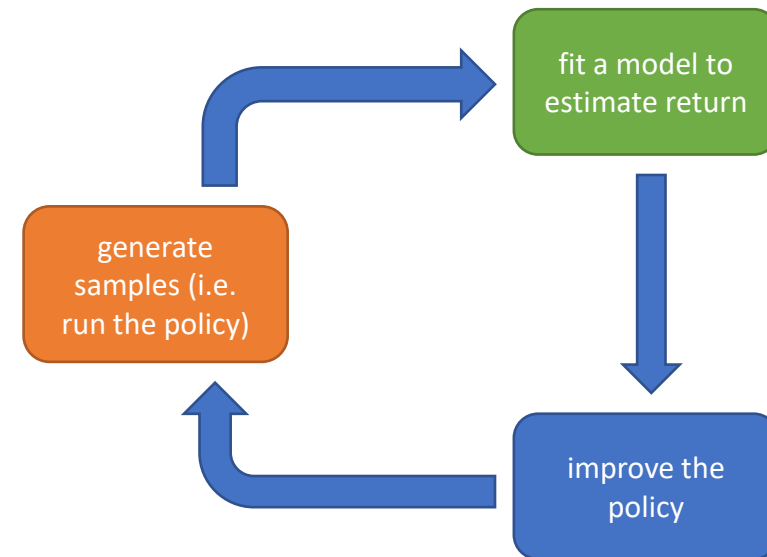 fit a model to
estimate return
generate
samples (i.e.
run the policy)
improve the
policy